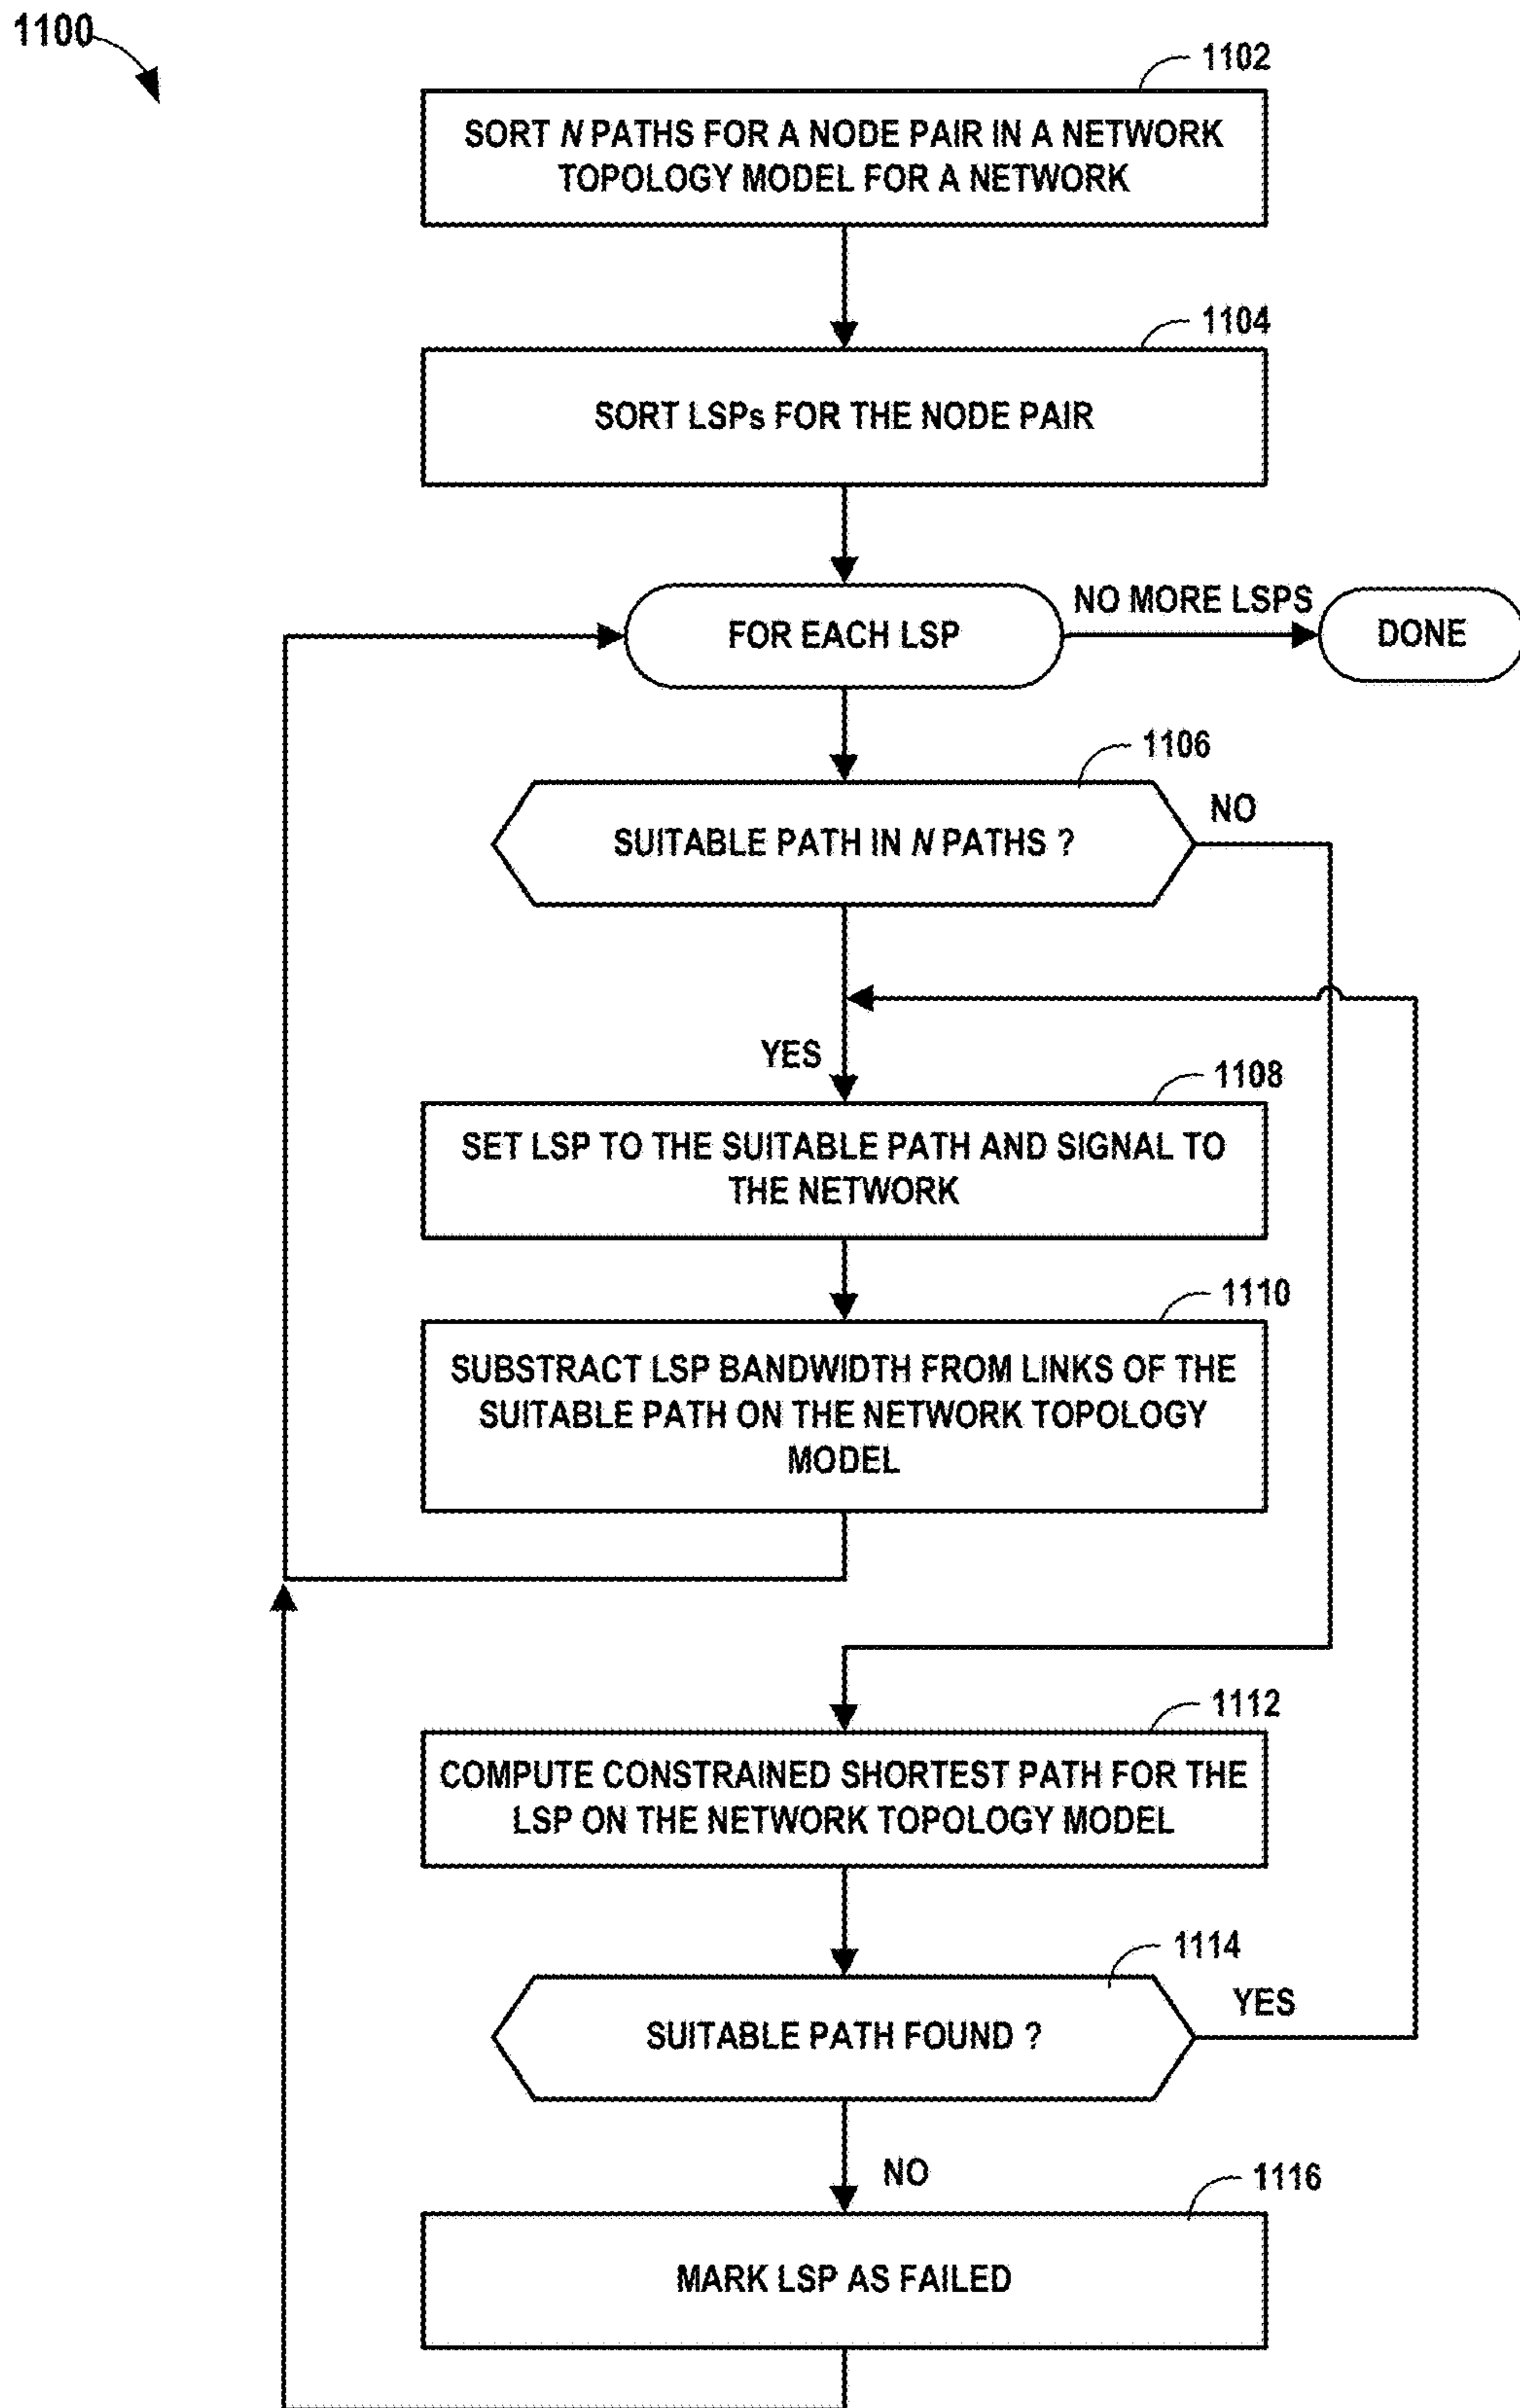 1100
1102
SORT N PATHS FOR A NODE PAIR IN A NETWORK
TOPOLOGY MODEL FOR A NETWORK
1104
SORT LSPs FOR THE NODE PAIR
FOR EACH LSP
NO MORE LSPS
DONE
1106
SUITABLE PATH IN N PATHS ?
NO
YES
1108
SET LSP TO THE SUITABLE PATH AND SIGNAL TO
THE NETWORK
1110
SUBSTRACT LSP BANDWIDTH FROM LINKS OF THE
SUITABLE PATH ON THE NETWORK TOPOLOGY
MODEL
1112
COMPUTE CONSTRAINED SHORTEST PATH FOR THE
LSP ON THE NETWORK TOPOLOGY MODEL
1114
SUITABLE PATH FOUND ?
YES
NO
1116
MARK LSP AS FAILED